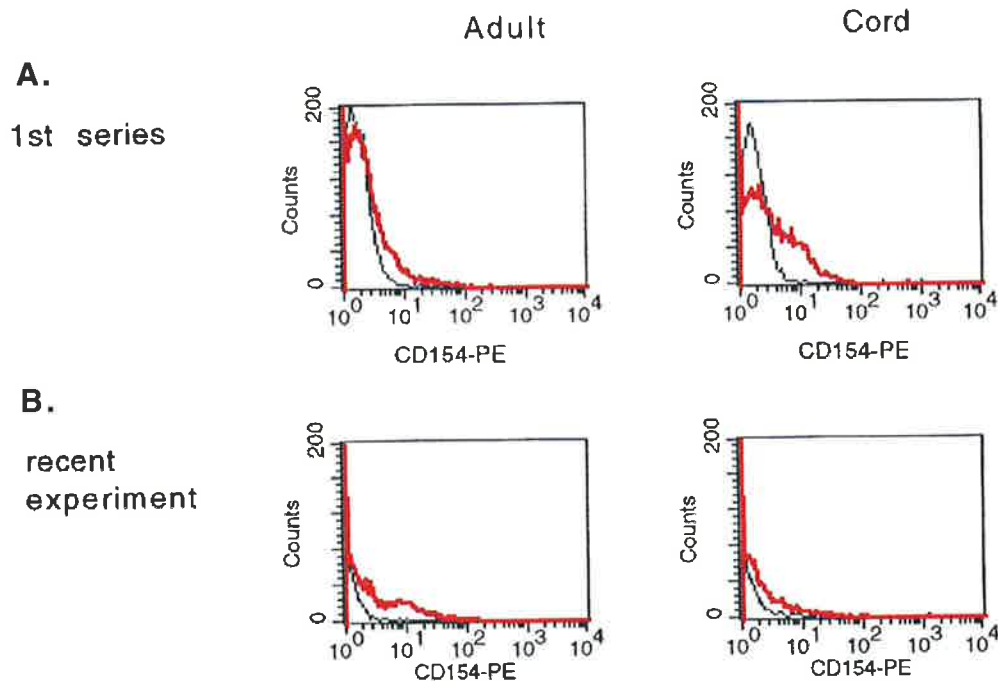 Adult Cord
A.
1st series
200 200
Counts Counts
0 0
10^0 10^1 10^2 10^3 10^4 10^0 10^1 10^2 10^3 10^4
CD154-PE CD154-PE
B.
recent
experiment
200 200
Counts Counts
0 0
10^0 10^1 10^2 10^3 10^4 10^0 10^1 10^2 10^3 10^4
CD154-PE CD154-PE